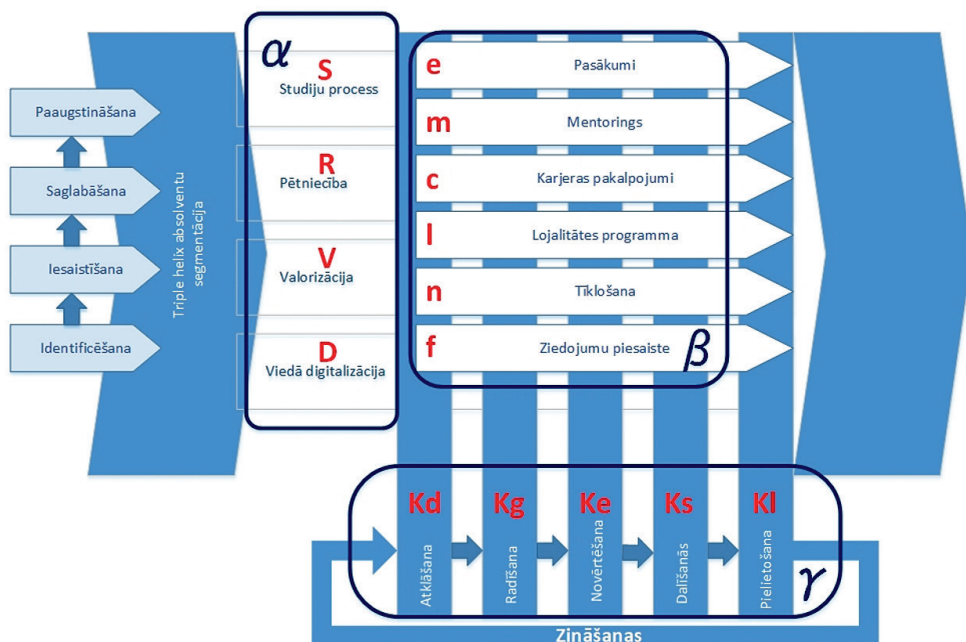 α
S
Studiju process
R
Pētniecība
V
Valorizācija
D
Viedā digitalizācija
Paaugstināšana
Saglabāšana
Iesaistīšana
Identificēšana
Triple helix absolventu
segmentācija
e Pasākumi
m Mentorings
c Karjeras pakalpojumi
l Lojalitātes programma
n Tīklošana
f Ziedojumu piesaiste
β
Kd
Atklāšana
Kg
Radīšana
Ke
Novērtēšana
Ks
Dalīšanās
Kl
Pielietošana
γ
Zināšanas